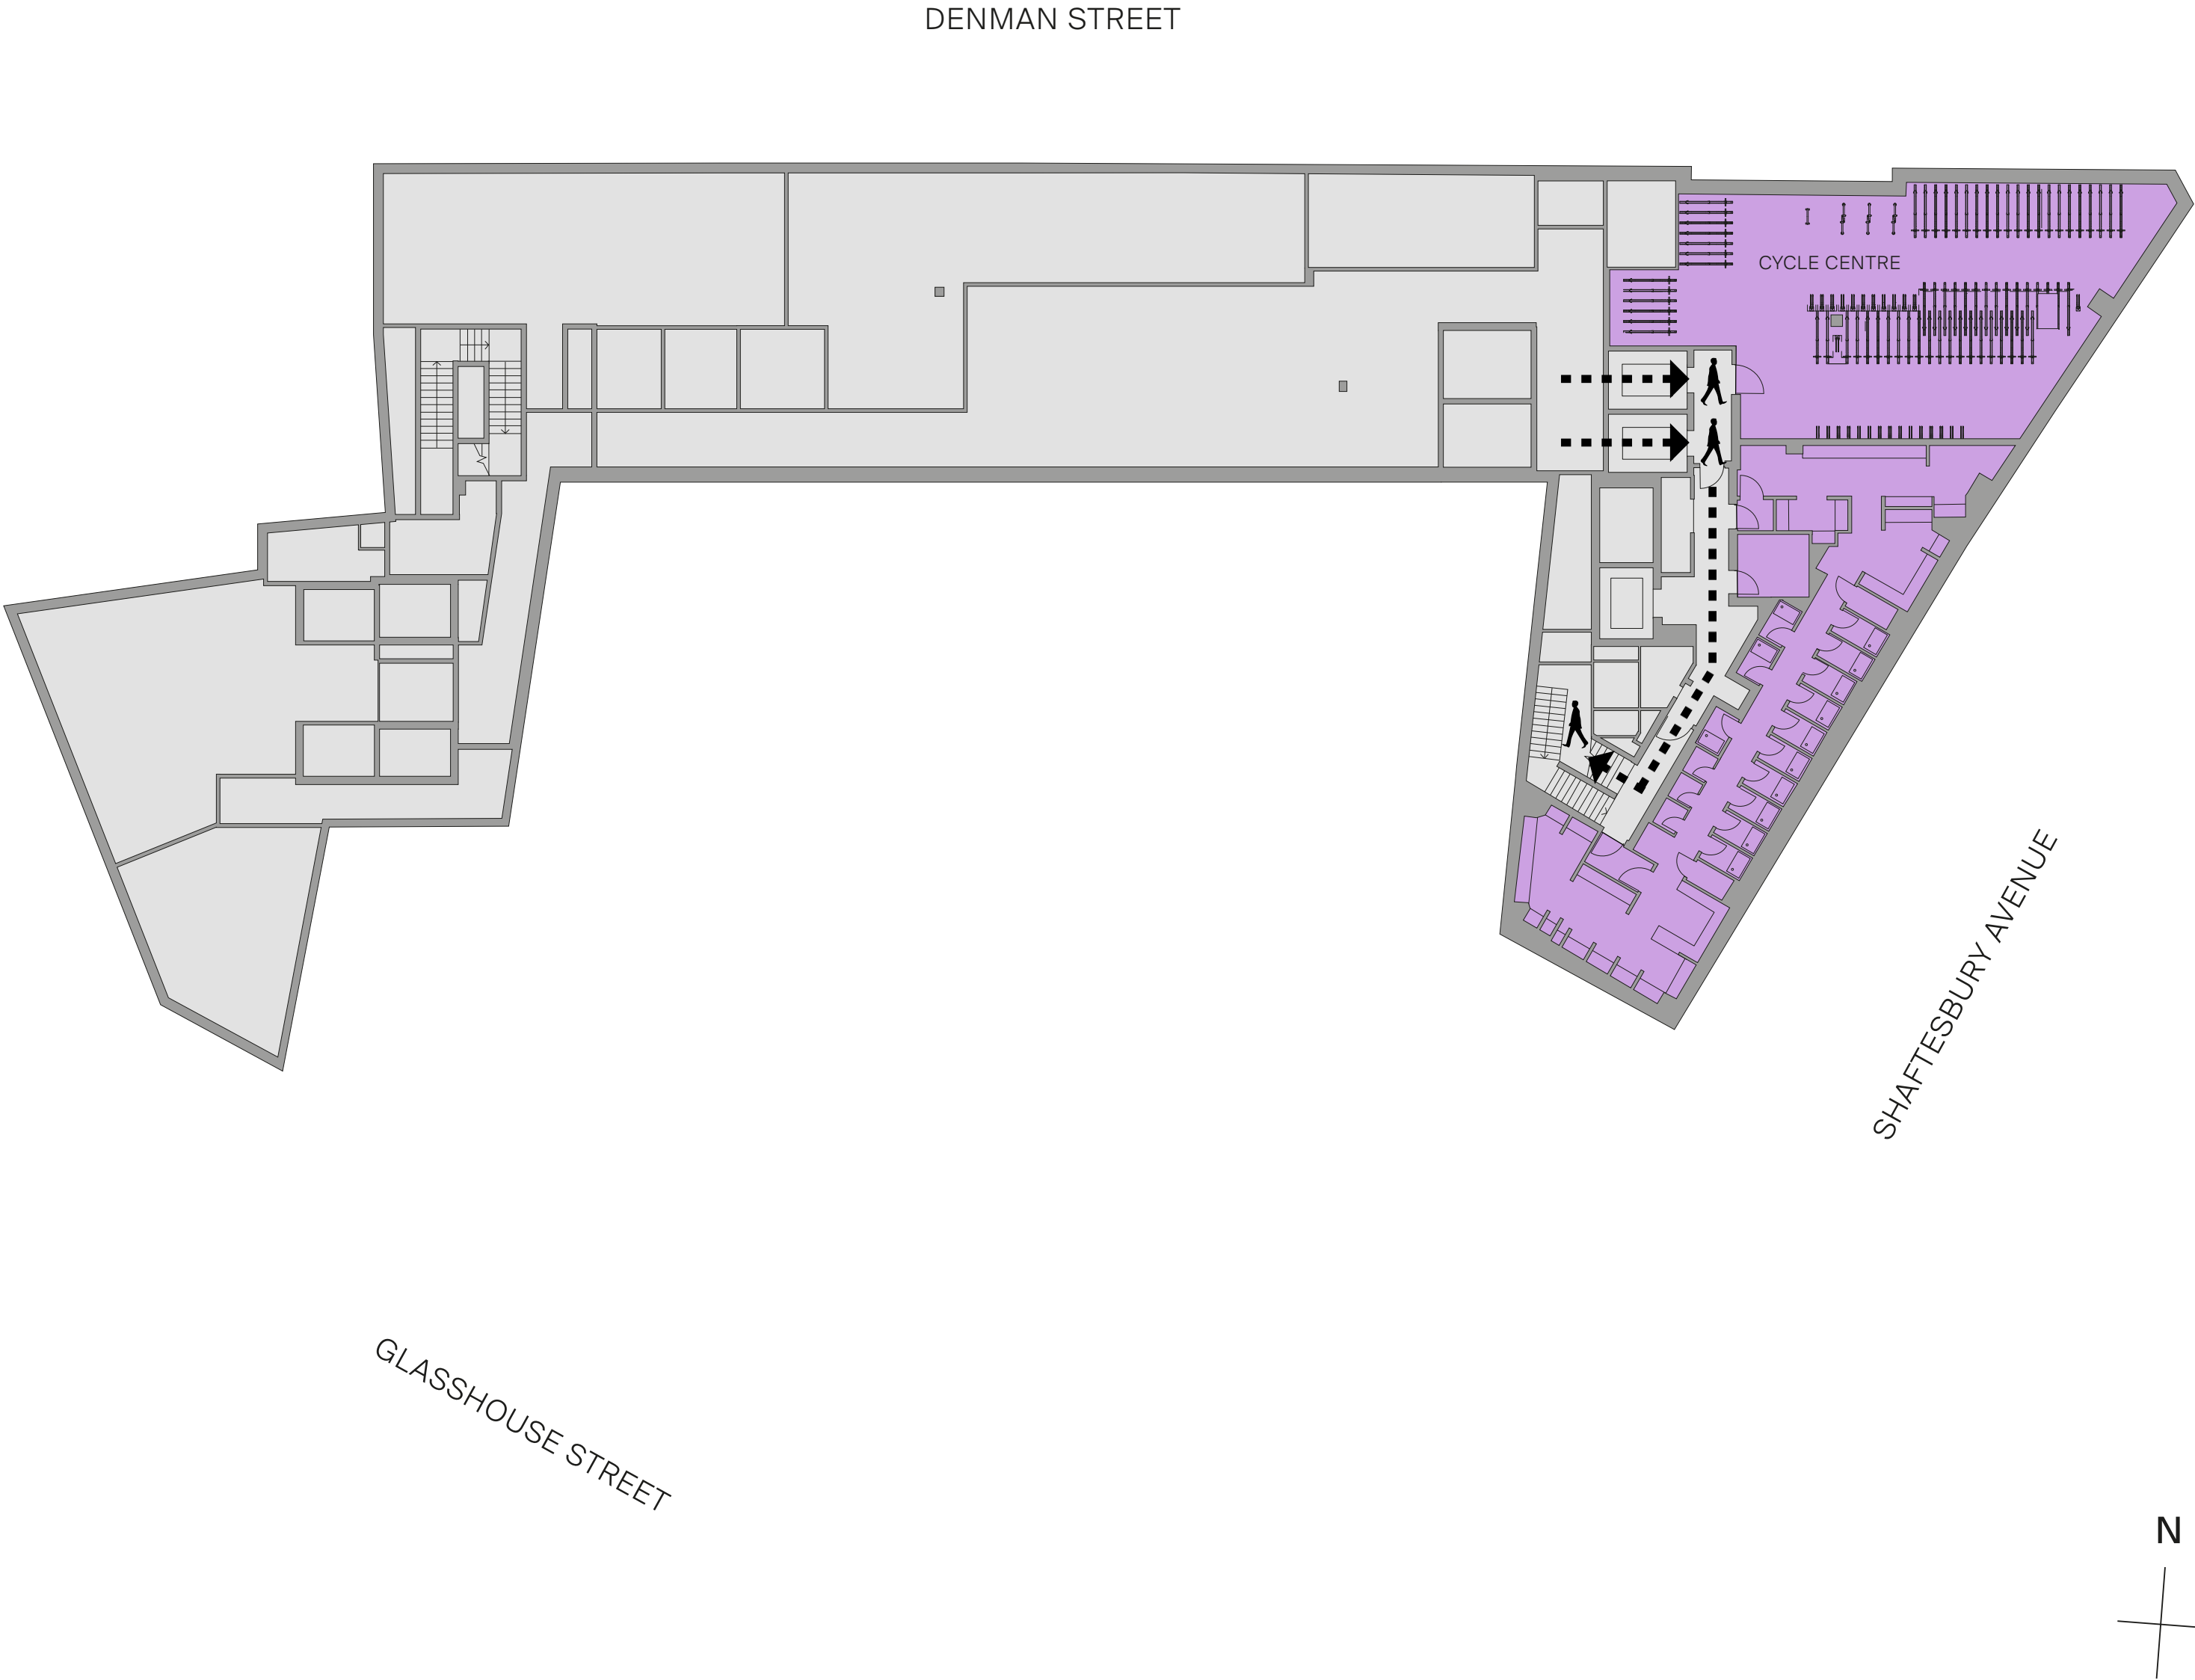 DENMAN STREET
CYCLE CENTRE
SHAFTESBURY AVENUE
GLASSHOUSE STREET
N